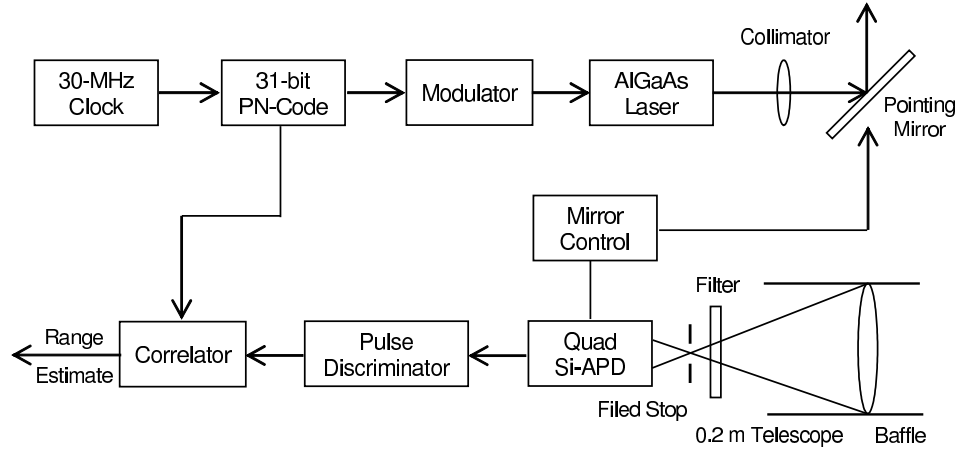 Collimator
30-MHz
Clock
31-bit
PN-Code
Modulator
AlGaAs
Laser
Pointing
Mirror
Mirror
Control
Filter
Range
Estimate
Correlator
Pulse
Discriminator
Quad
Si-APD
Filed Stop
0.2 m Telescope
Baffle